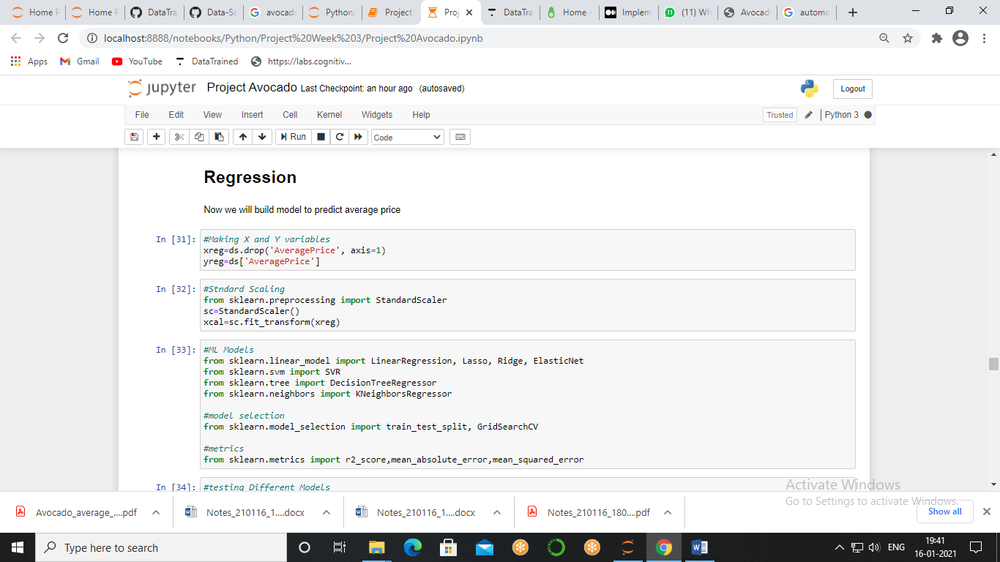 Home P
Home P
DataTra
Data-Sc
avocado
Python/
Project
Proj
DataTra
Home -
Implem
(11) Wh
Avocad
automo
localhost:8888/notebooks/Python/Project%20Week%203/Project%20Avocado.ipynb
Apps
Gmail
YouTube
DataTrained
https://labs.cognitiv...
jupyter Project Avocado Last Checkpoint: an hour ago (autosaved)
Logout
File Edit View Insert Cell Kernel Widgets Help
Trusted
Python 3
Run
Code
Regression
Now we will build model to predict average price
In [31]: #Making X and Y variables
xreg=ds.drop('AveragePrice', axis=1)
yreg=ds['AveragePrice']
In [32]: #Stndard Scaling
from sklearn.preprocessing import StandardScaler
sc=StandardScaler()
xcal=sc.fit_transform(xreg)
In [33]: #ML Models
from sklearn.linear_model import LinearRegression, Lasso, Ridge, ElasticNet
from sklearn.svm import SVR
from sklearn.tree import DecisionTreeRegressor
from sklearn.neighbors import KNeighborsRegressor
#model selection
from sklearn.model_selection import train_test_split, GridSearchCV
#metrics
from sklearn.metrics import r2_score,mean_absolute_error,mean_squared_error
In [34]: #testing Different Models
Activate Windows
Go to Settings to activate Windows.
Avocado_average_....pdf
Notes_210116_1....docx
Notes_210116_1....docx
Notes_210116_180....pdf
Show all
Type here to search
ENG
19:41
16-01-2021